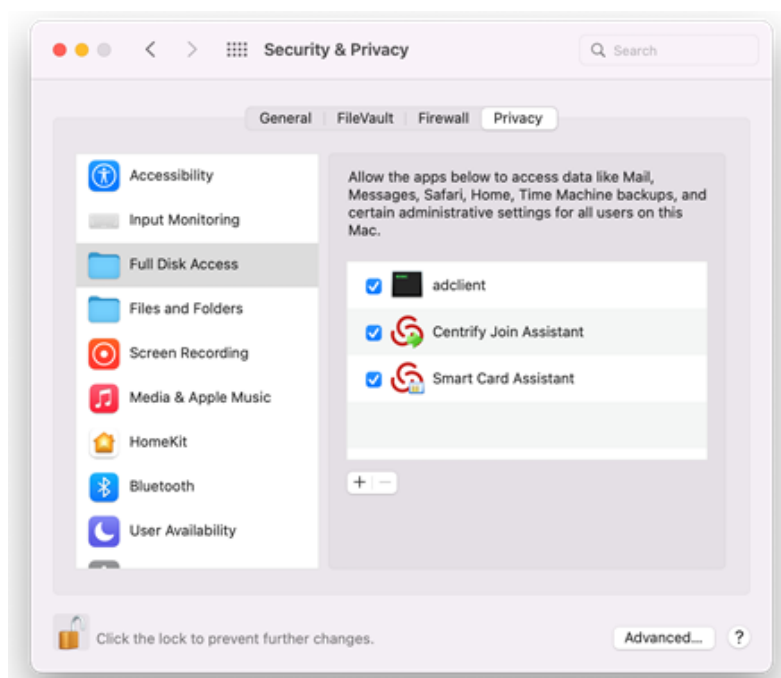 Security & Privacy
Search
General
FileVault
Firewall
Privacy
Accessibility
Input Monitoring
Full Disk Access
Files and Folders
Screen Recording
Media & Apple Music
HomeKit
Bluetooth
User Availability
Allow the apps below to access data like Mail,
Messages, Safari, Home, Time Machine backups, and
certain administrative settings for all users on this
Mac.
adclient
Centrify Join Assistant
Smart Card Assistant
+ −
Click the lock to prevent further changes.
Advanced...
?